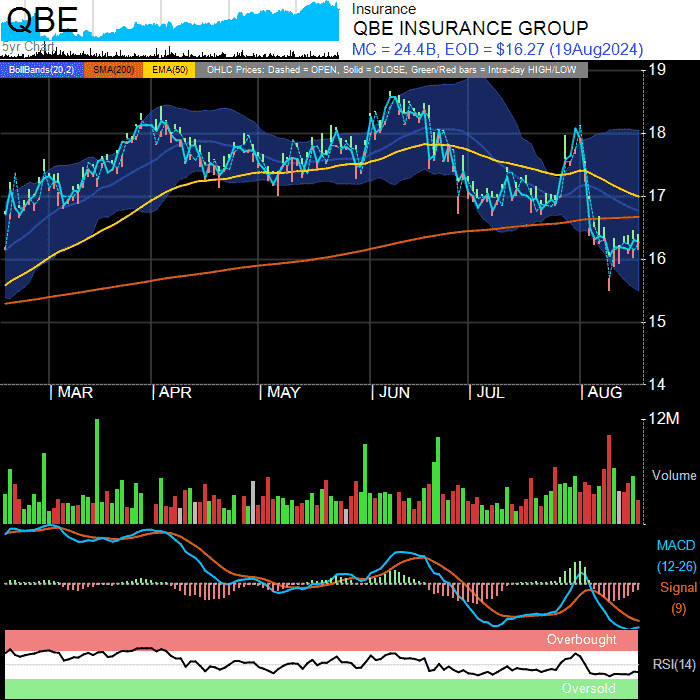 QBE
5yr Chart
Insurance
QBE INSURANCE GROUP
MC = 24.4B, EOD = $16.27 (19Aug2024)
BollBands(20,2) SMA(200) EMA(50) OHLC Prices: Dashed = OPEN, Solid = CLOSE, Green/Red bars = Intra-day HIGH/LOW
19
18
17
16
15
14
MAR APR MAY JUN JUL AUG
12M
Volume
MACD
(12-26)
Signal
(9)
Overbought
RSI(14)
Oversold